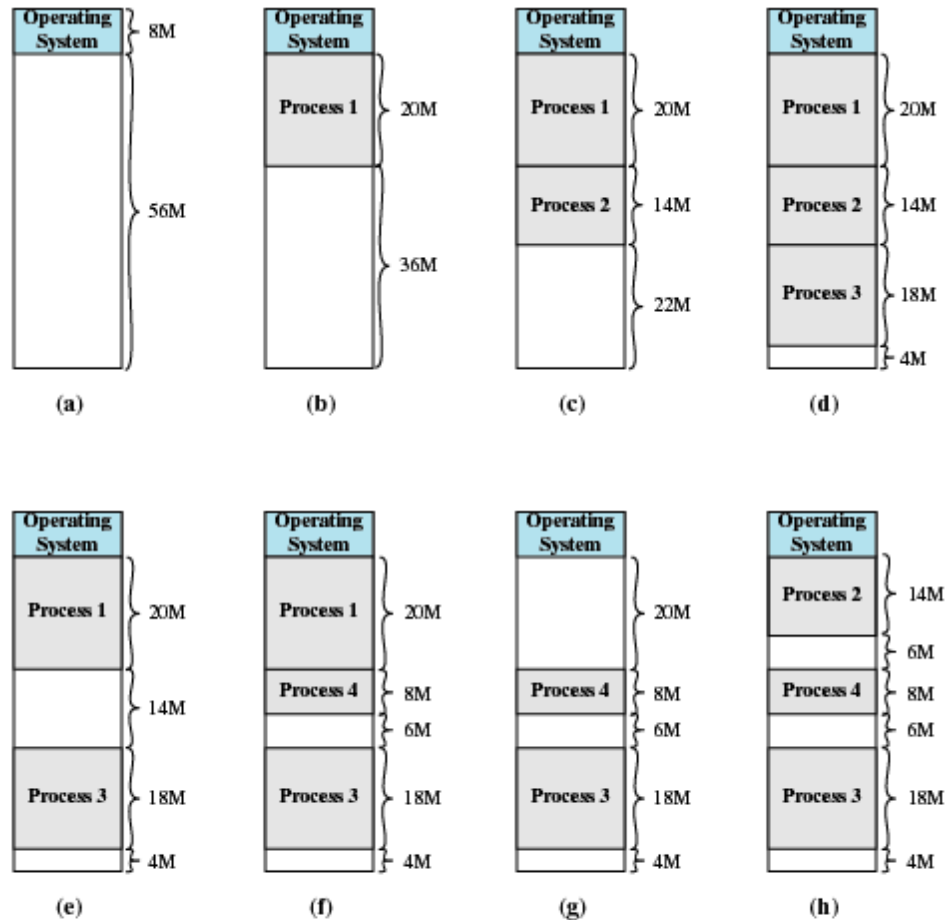 Operating
System
8M
56M
(a)
Operating
System
Process 1
20M
36M
(b)
Operating
System
Process 1
20M
Process 2
14M
22M
(c)
Operating
System
Process 1
20M
Process 2
14M
Process 3
18M
4M
(d)
Operating
System
Process 1
20M
14M
Process 3
18M
4M
(e)
Operating
System
Process 1
20M
Process 4
8M
6M
Process 3
18M
4M
(f)
Operating
System
20M
Process 4
8M
6M
Process 3
18M
4M
(g)
Operating
System
Process 2
14M
6M
Process 4
8M
6M
Process 3
18M
4M
(h)